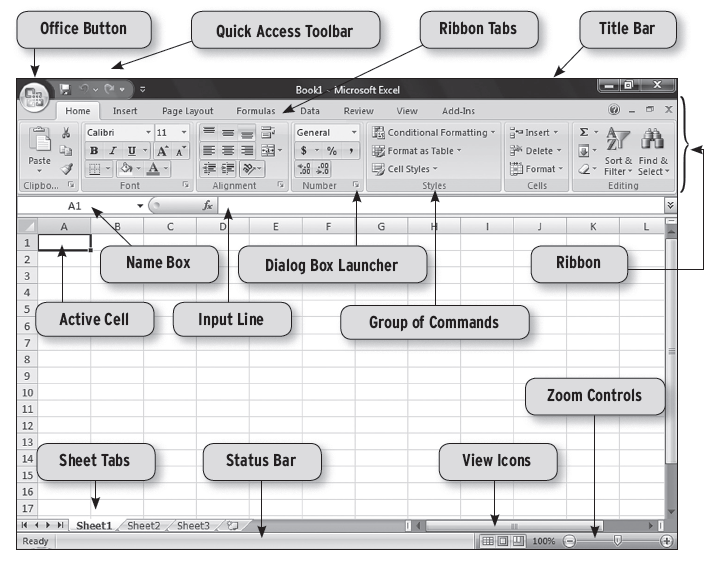 Office Button
Quick Access Toolbar
Ribbon Tabs
Title Bar
Book1 - Microsoft Excel
Home Insert Page Layout Formulas Data Review View Add-Ins
Calibri 11 General Conditional Formatting Insert Σ
Paste B I U A A $ % , Format as Table Delete Sort & Filter Find & Select
A .00 .0 Cell Styles Format
Clipbo... Font Alignment Number Styles Cells Editing
A1 fx
A B C D E F G H I J K L
1
2
Name Box
Dialog Box Launcher
Ribbon
3
4
5
Active Cell
Input Line
Group of Commands
6
7
8
9
Zoom Controls
10
11
12
13
Sheet Tabs
Status Bar
View Icons
14
15
16
17
Sheet1 Sheet2 Sheet3
Ready 100%